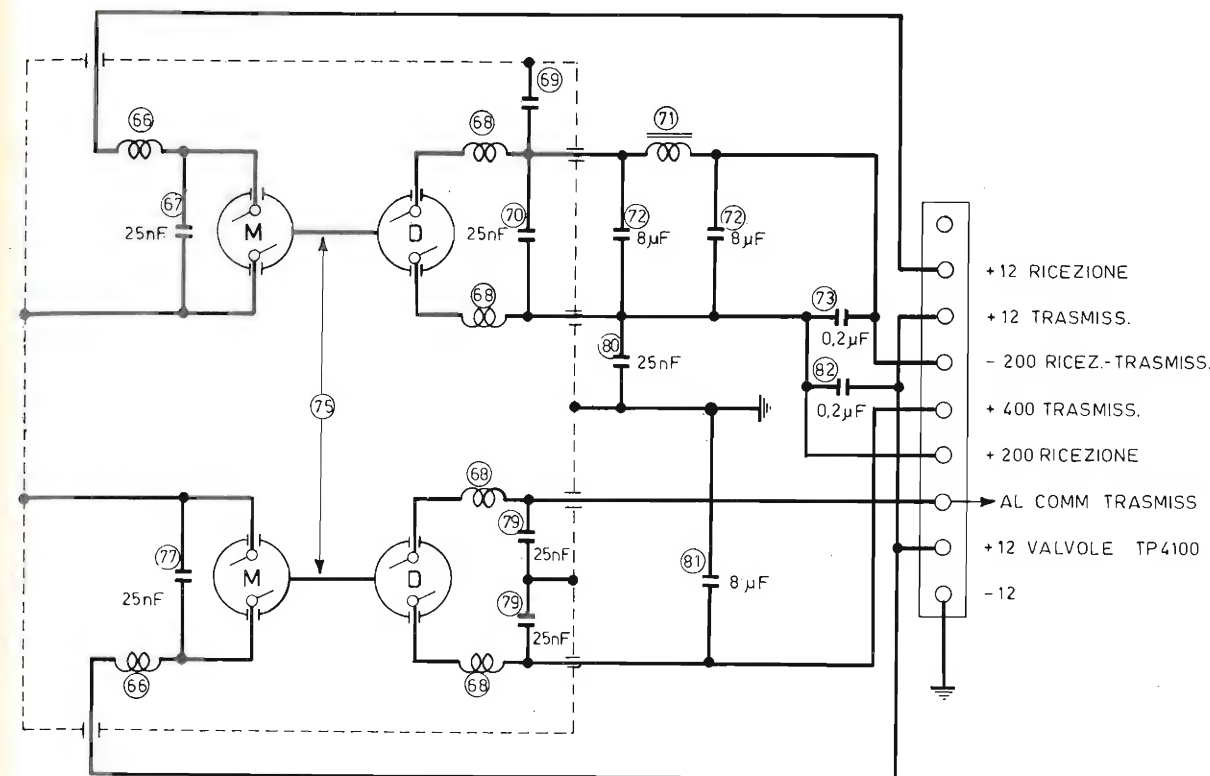 69
66
68
71
67
25nF
M
D
70
25nF
72
8µF
72
8µF
+12 RICEZIONE
73
0,2µF
+12 TRASMISS.
68
80
25nF
- 200 RICEZ.-TRASMISS.
82
0,2µF
75
+ 400 TRASMISS.
+ 200 RICEZIONE
68
AL COMM TRASMISS
79
25nF
77
25nF
M
D
81
8µF
+12 VALVOLE TP4100
79
25nF
-12
66
68